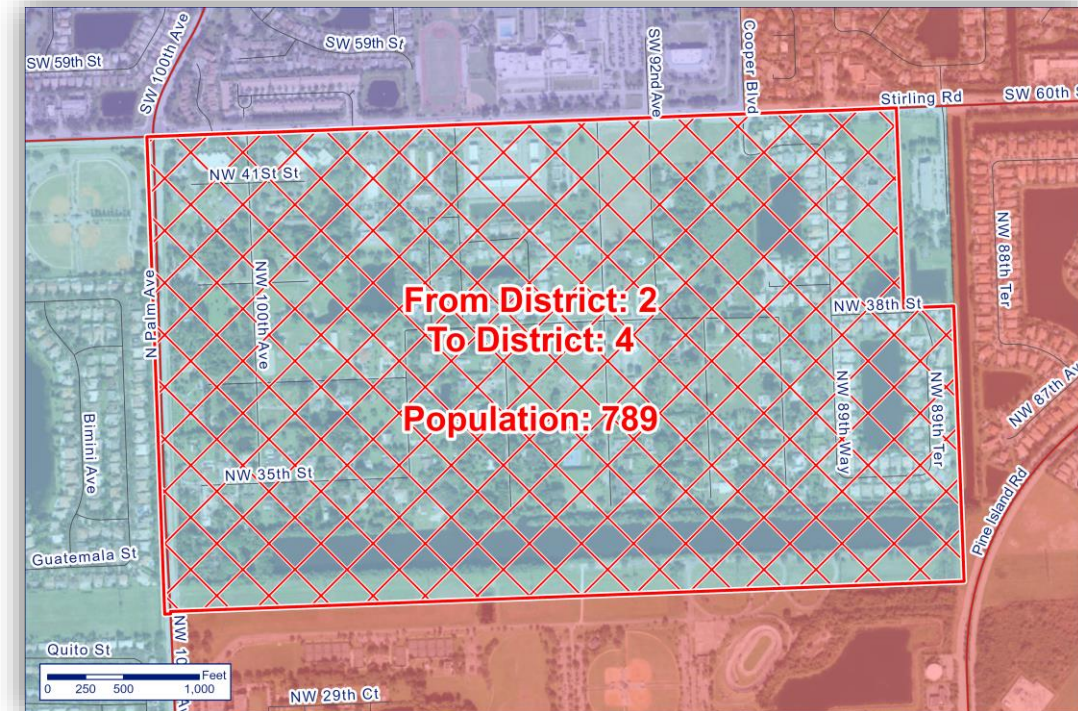 SW 59th St
SW 100th Ave
SW 59th St
SW 92nd Ave
Cooper Blvd
Stirling Rd
SW 60th S
NW 41St St
N Palm Ave
NW 100th Ave
NW 88th Ter
From District: 2
To District: 4
NW 38th St
Population: 789
Bimini Ave
NW 89th Way
NW 89th Ter
NW 87th Av
NW 35th St
Pine Island Rd
Guatemala St
Quito St
NW 10
Feet
0 250 500 1,000
NW 29th Ct